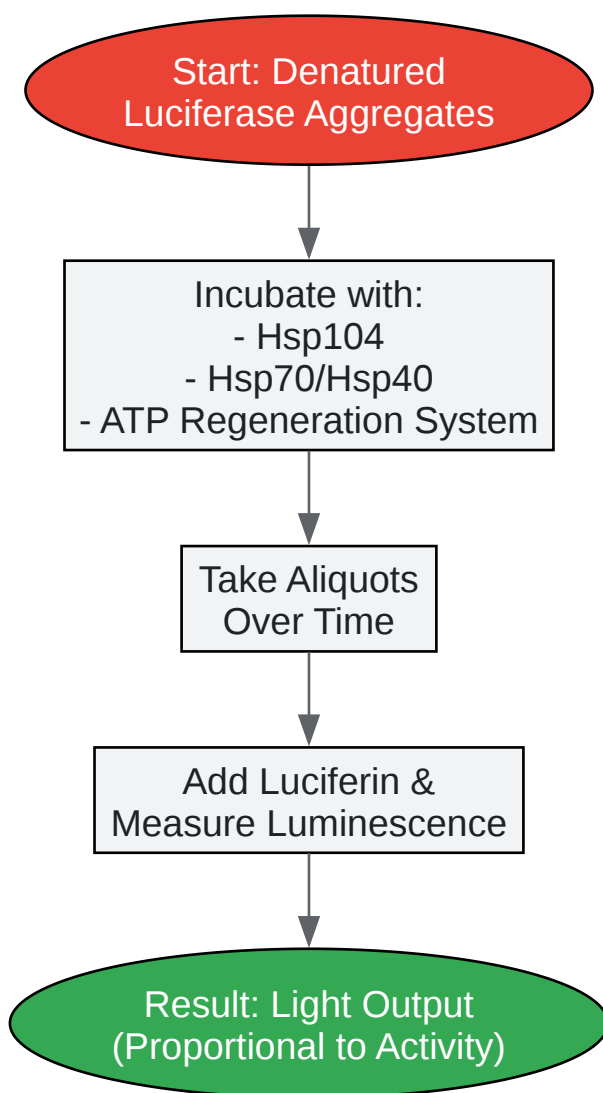 Start: Denatured
Luciferase Aggregates
Incubate with:
- Hsp104
- Hsp70/Hsp40
- ATP Regeneration System
Take Aliquots
Over Time
Add Luciferin &
Measure Luminescence
Result: Light Output
(Proportional to Activity)